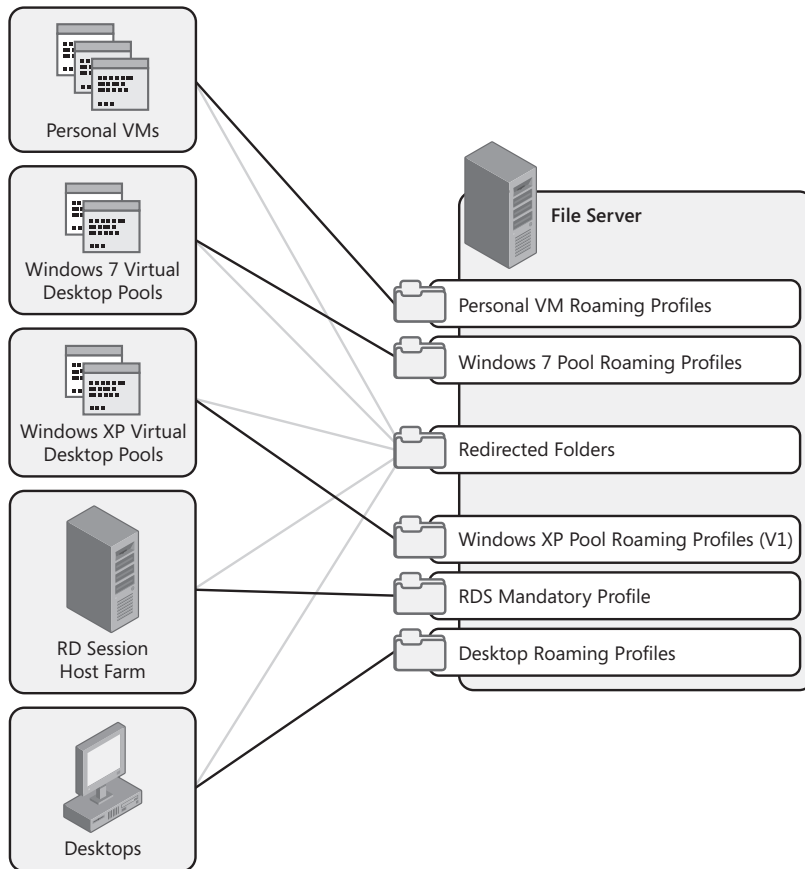 Personal VMs
Windows 7 Virtual
Desktop Pools
Windows XP Virtual
Desktop Pools
RD Session
Host Farm
Desktops
File Server
Personal VM Roaming Profiles
Windows 7 Pool Roaming Profiles
Redirected Folders
Windows XP Pool Roaming Profiles (V1)
RDS Mandatory Profile
Desktop Roaming Profiles